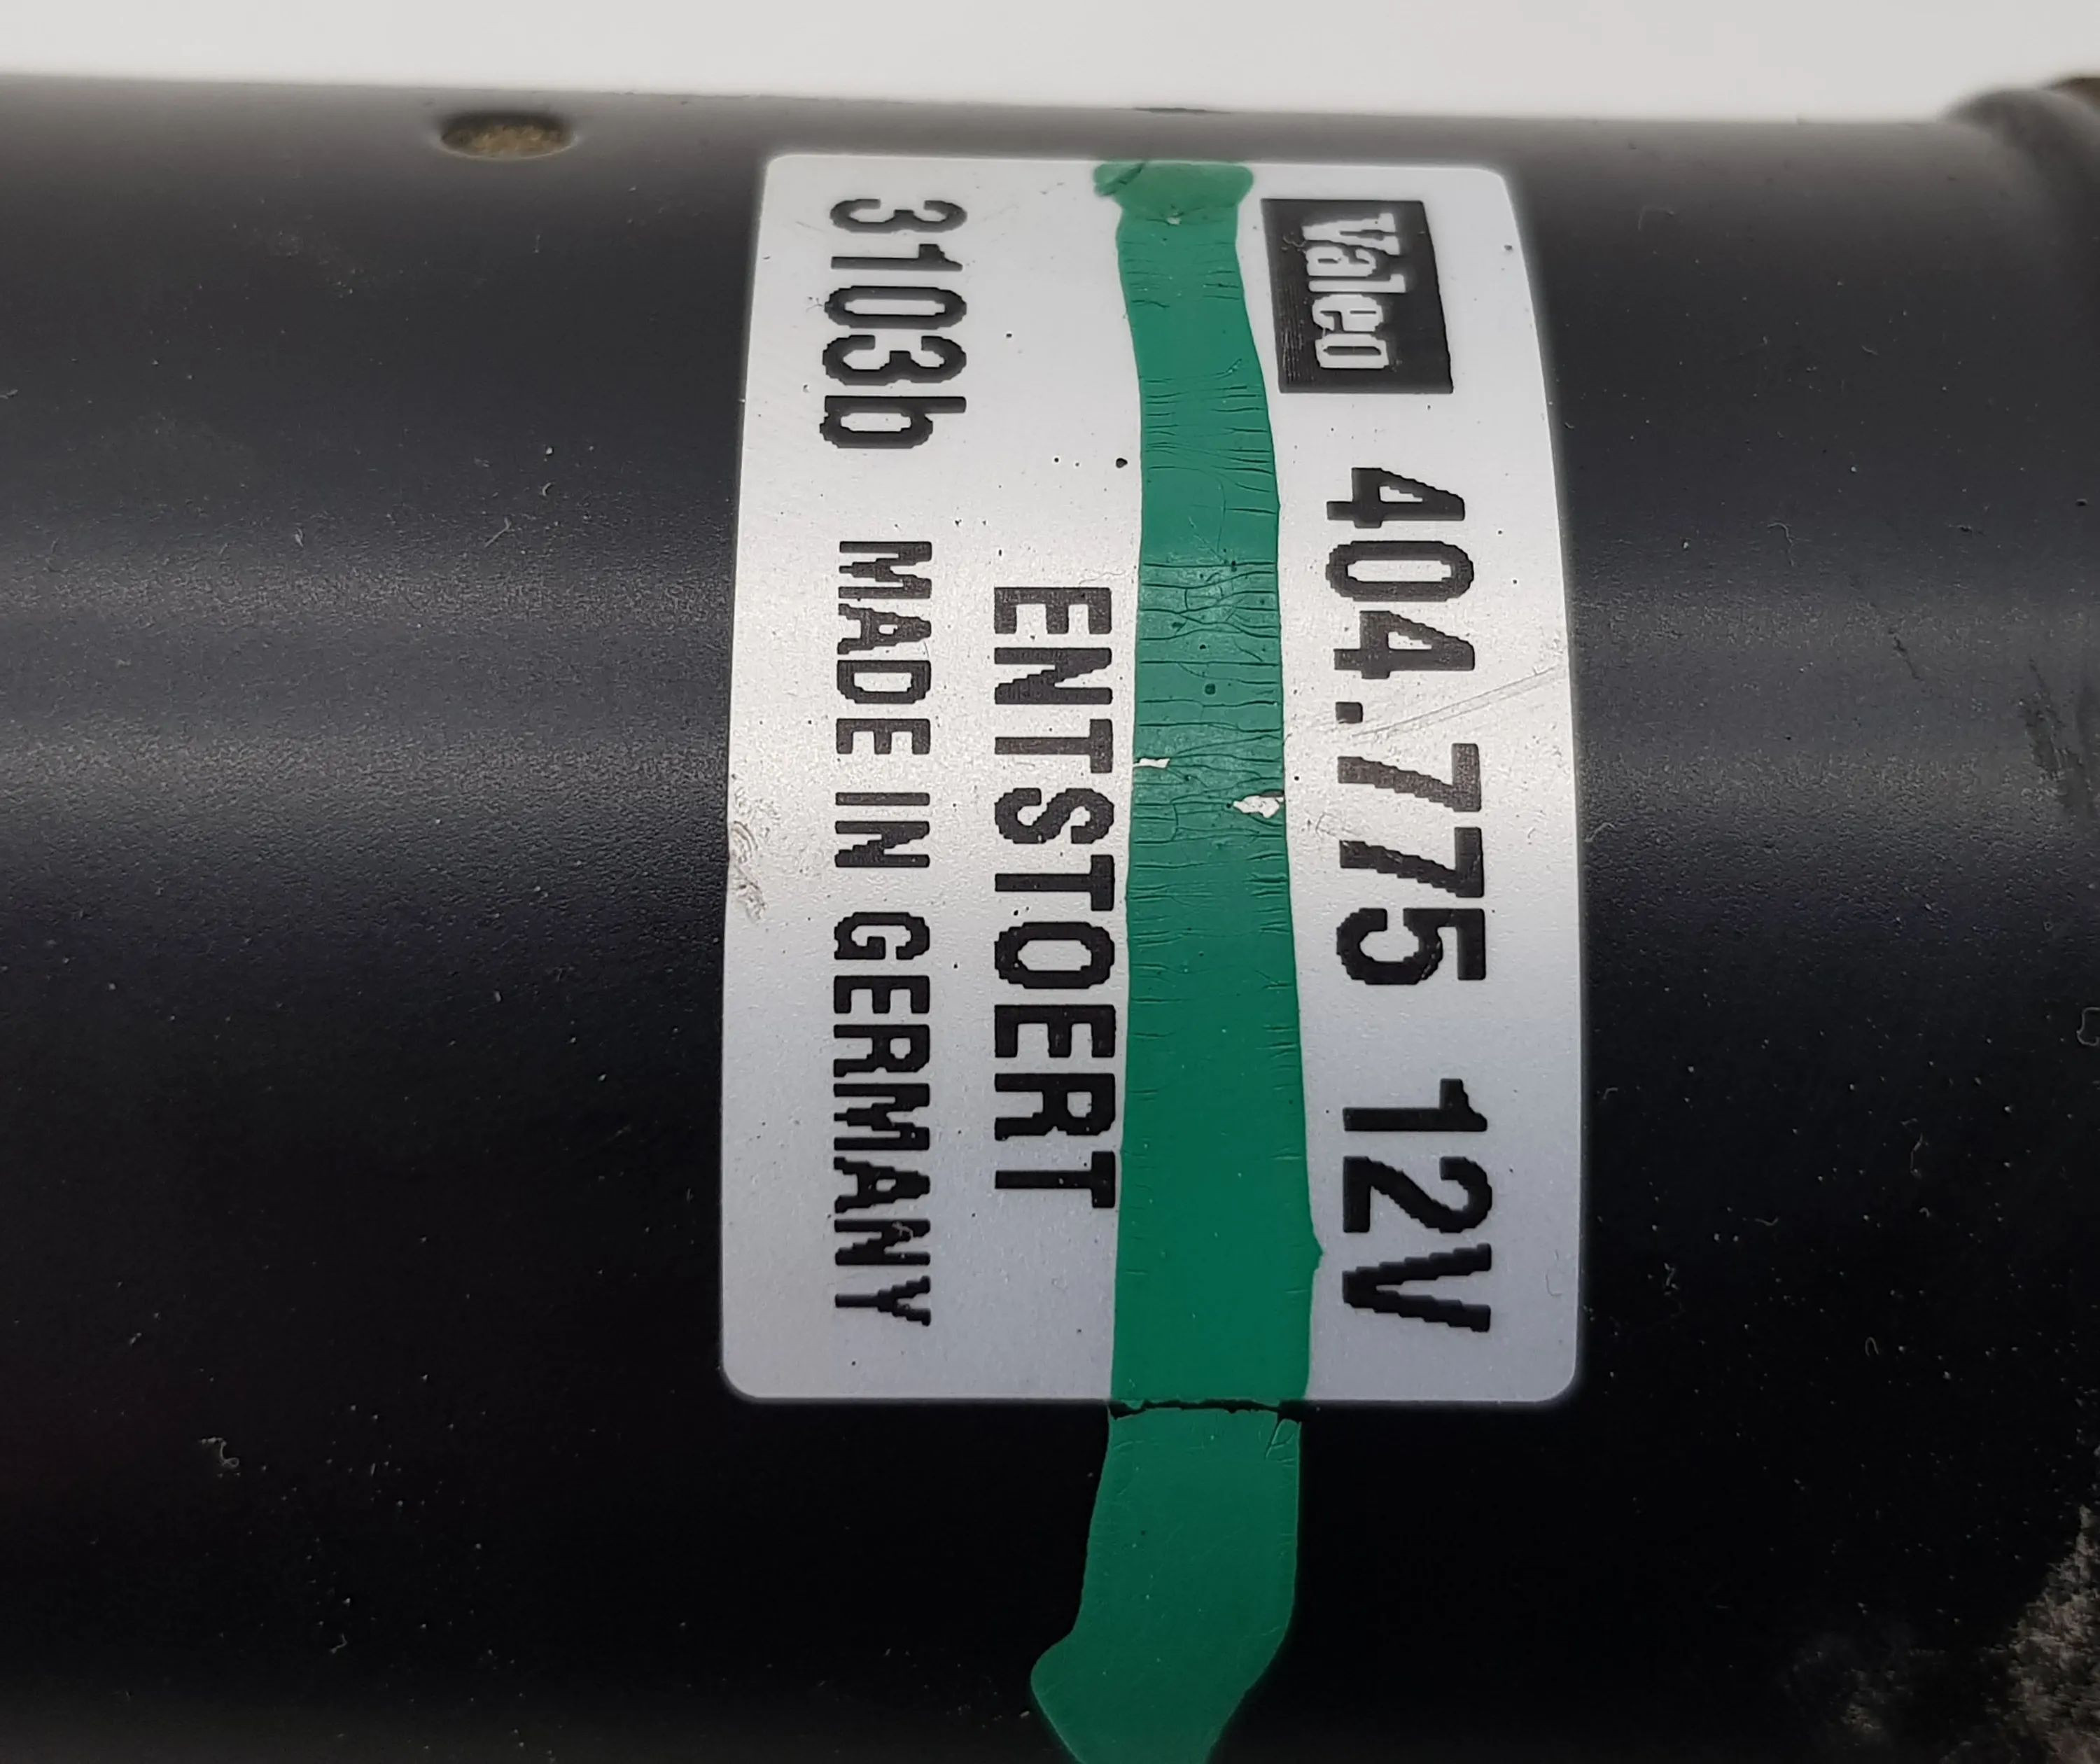 Valeo 404.775 12V
ENTSTOERT
3103b MADE IN GERMANY